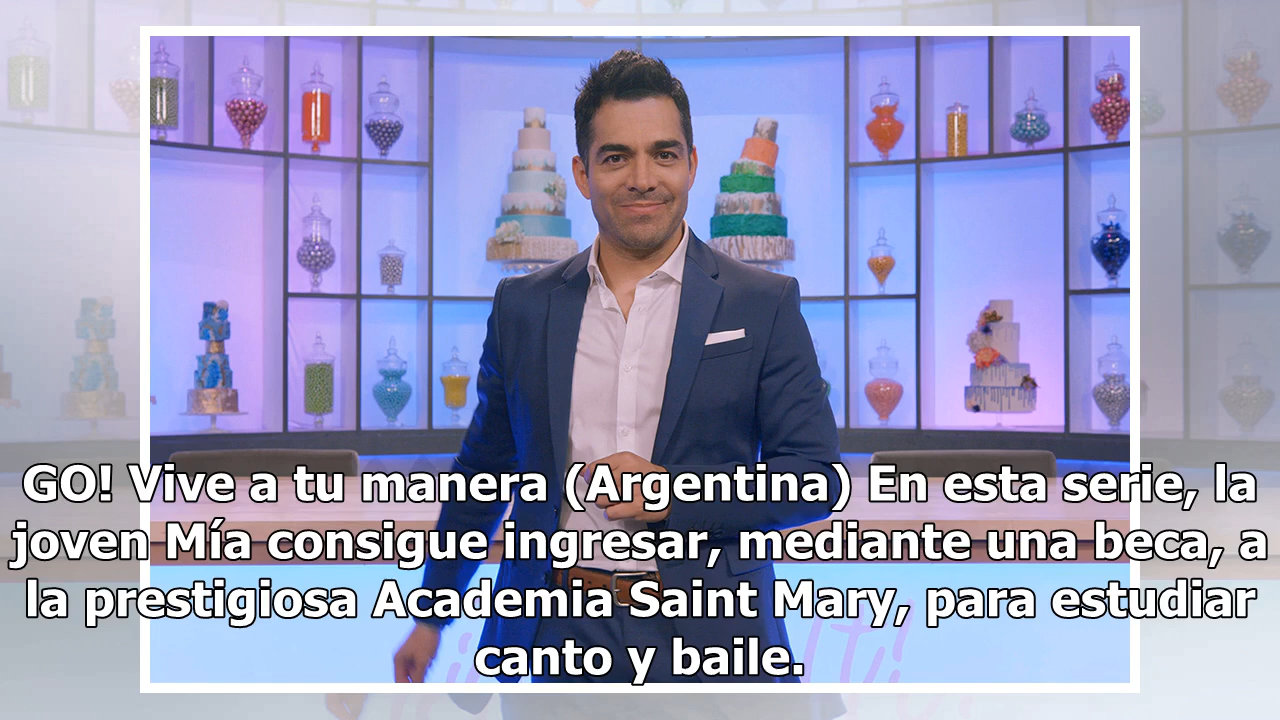 GO! Vive a tu manera (Argentina) En esta serie, la
joven Mía consigue ingresar, mediante una beca, a
la prestigiosa Academia Saint Mary, para estudiar
canto y baile.